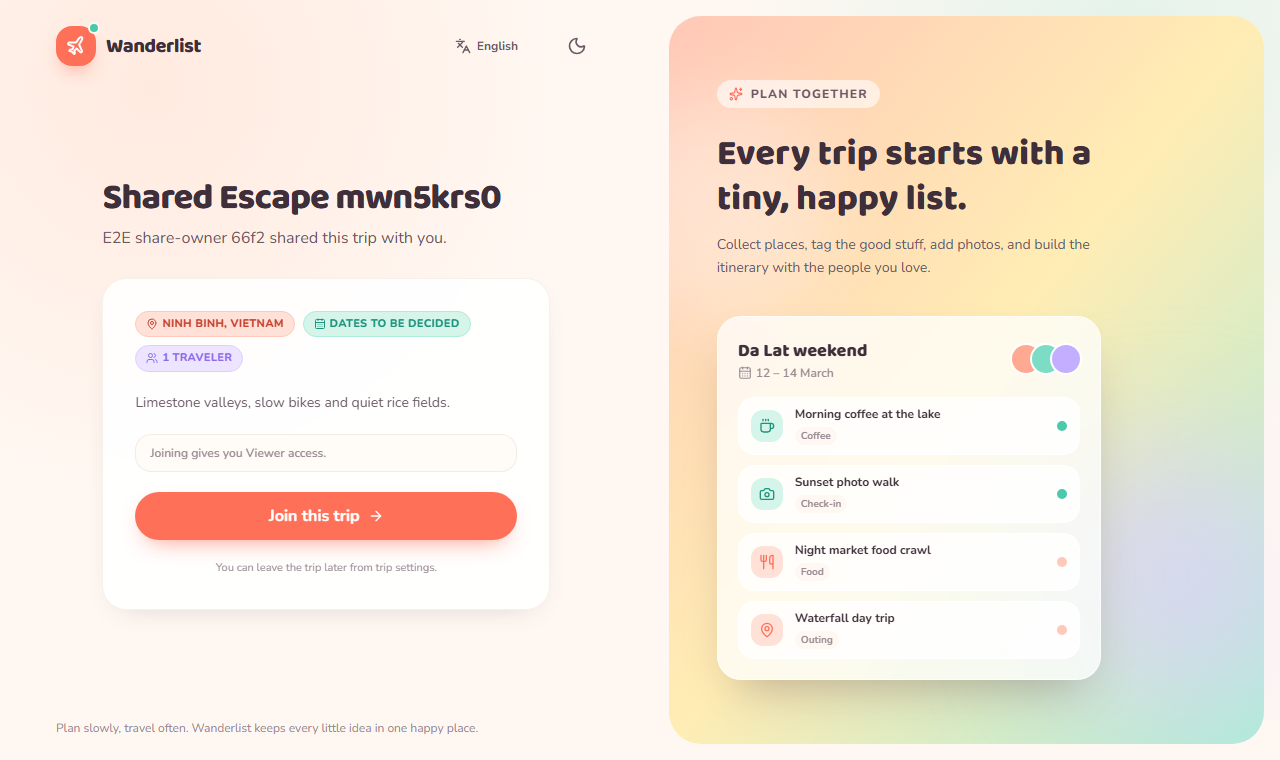 Wanderlist
English
Shared Escape mwn5krs0
E2E share-owner 66f2 shared this trip with you.
NINH BINH, VIETNAM
DATES TO BE DECIDED
1 TRAVELER
Limestone valleys, slow bikes and quiet rice fields.
Joining gives you Viewer access.
Join this trip
You can leave the trip later from trip settings.
Plan slowly, travel often. Wanderlist keeps every little idea in one happy place.
PLAN TOGETHER
Every trip starts with a
tiny, happy list.
Collect places, tag the good stuff, add photos, and build the
itinerary with the people you love.
Da Lat weekend
12 – 14 March
Morning coffee at the lake
Coffee
Sunset photo walk
Check-in
Night market food crawl
Food
Waterfall day trip
Outing